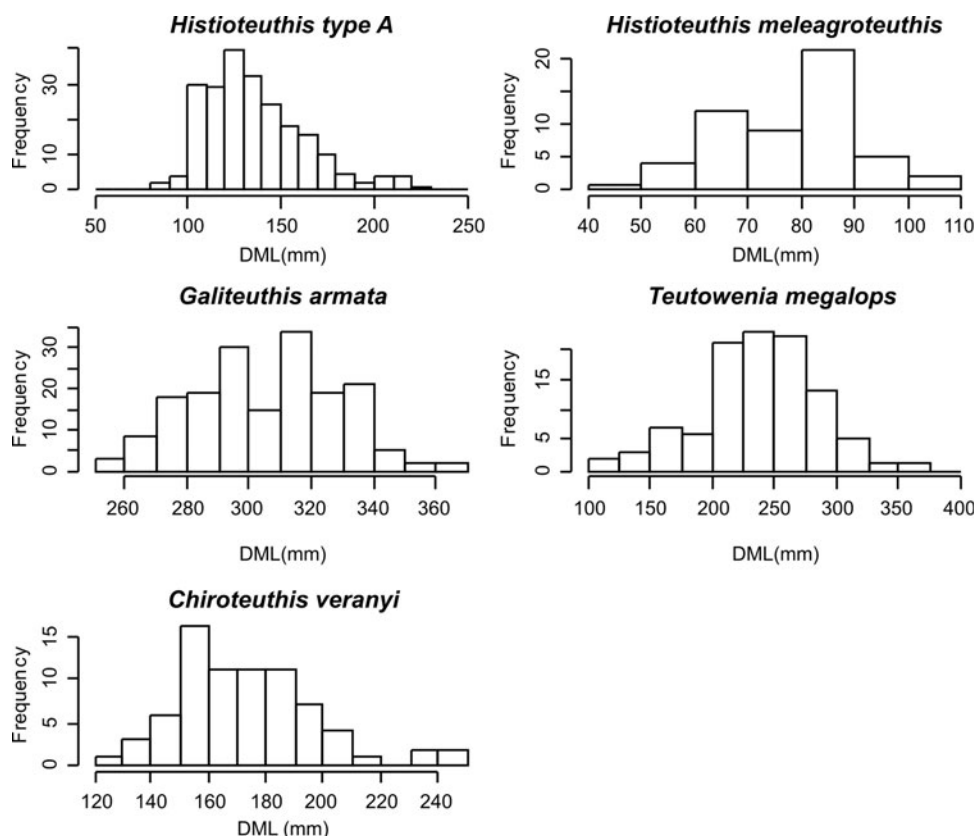 Histioteuthis type A
Frequency
0 10 30
50 100 150 200 250
DML(mm)
Histioteuthis meleagroteuthis
Frequency
0 5 10 20
40 50 60 70 80 90 100 110
DML(mm)
Galiteuthis armata
Frequency
0 10 20 30
260 280 300 320 340 360
DML(mm)
Teutowenia megalops
Frequency
0 5 15
100 150 200 250 300 350 400
DML(mm)
Chiroteuthis veranyi
Frequency
0 5 10 15
120 140 160 180 200 220 240
DML (mm)